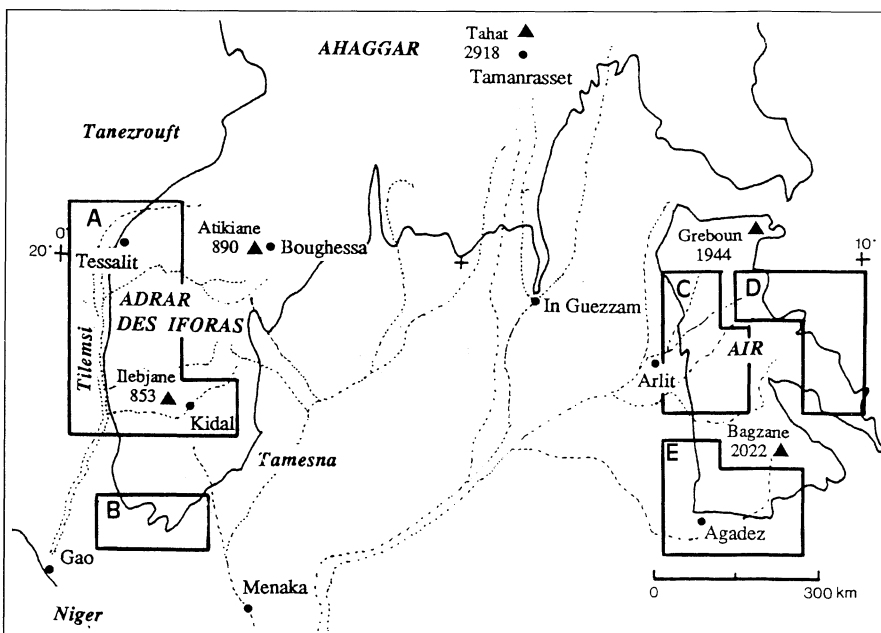 Tahat
2918
AHAGGAR
Tamanrasset
Tanezrouft
A
0°
20°
Tessalit
Atikiane
890
Boughessa
Greboun
1944
10°
ADRAR
DES IFORAS
Tilemsi
In Guezzam
C
D
AIR
Arlit
Ilebjane
853
Kidal
Tamesna
Bagzane
2022
E
B
Agadez
Gao
Menaka
Niger
0
300 km